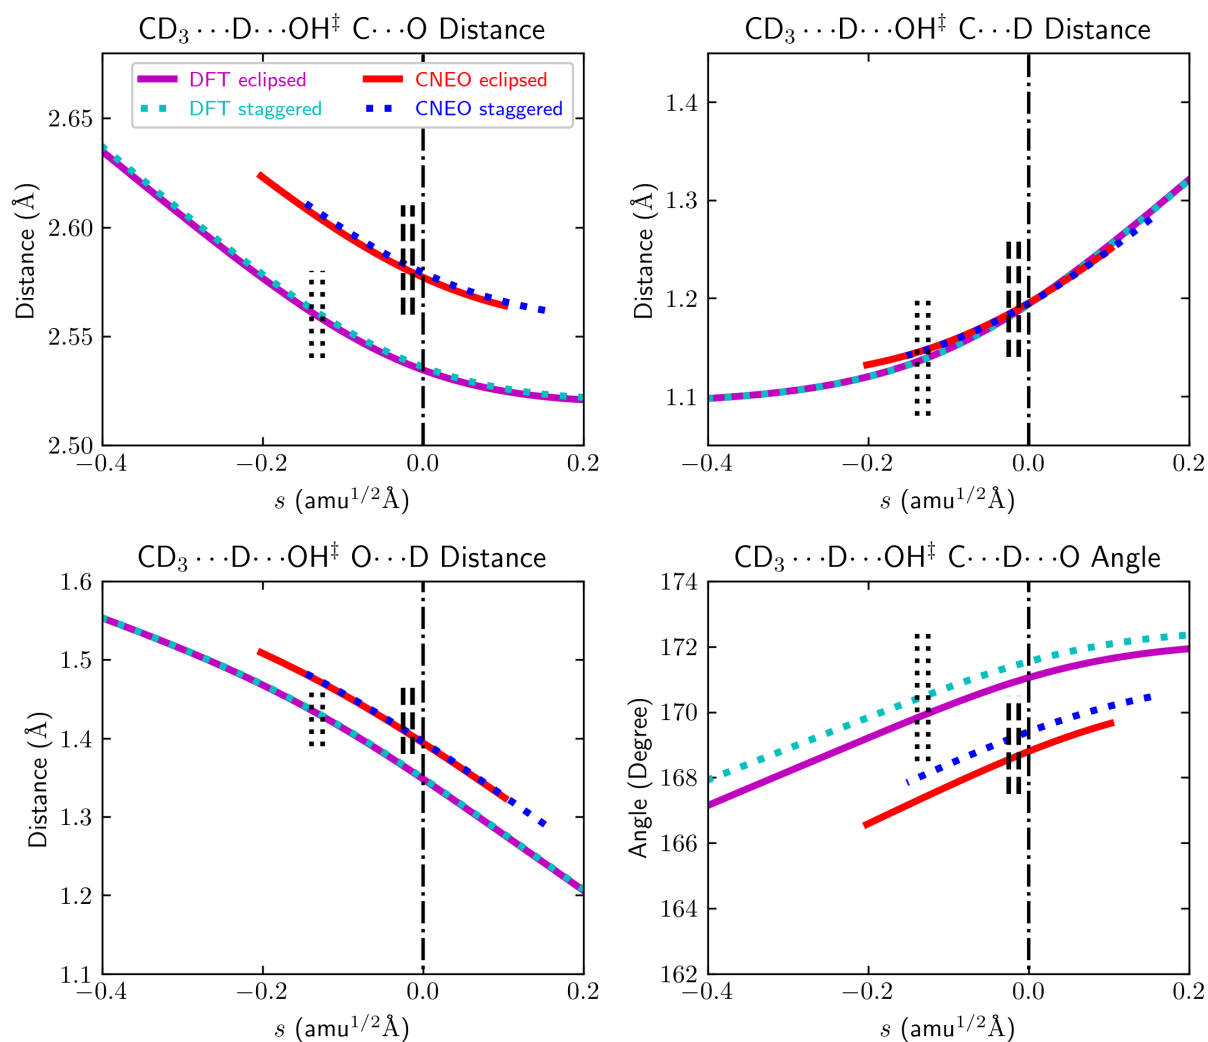 CD₃···D···OH‡ C···O Distance
DFT eclipsed
DFT staggered
CNEO eclipsed
CNEO staggered
Distance (Å)
2.65
2.60
2.55
2.50
−0.4
−0.2
0.0
0.2
s (amu¹/²Å)
CD₃···D···OH‡ C···D Distance
Distance (Å)
1.4
1.3
1.2
1.1
−0.4
−0.2
0.0
0.2
s (amu¹/²Å)
CD₃···D···OH‡ O···D Distance
Distance (Å)
1.6
1.5
1.4
1.3
1.2
1.1
−0.4
−0.2
0.0
0.2
s (amu¹/²Å)
CD₃···D···OH‡ C···D···O Angle
Angle (Degree)
174
172
170
168
166
164
162
−0.4
−0.2
0.0
0.2
s (amu¹/²Å)